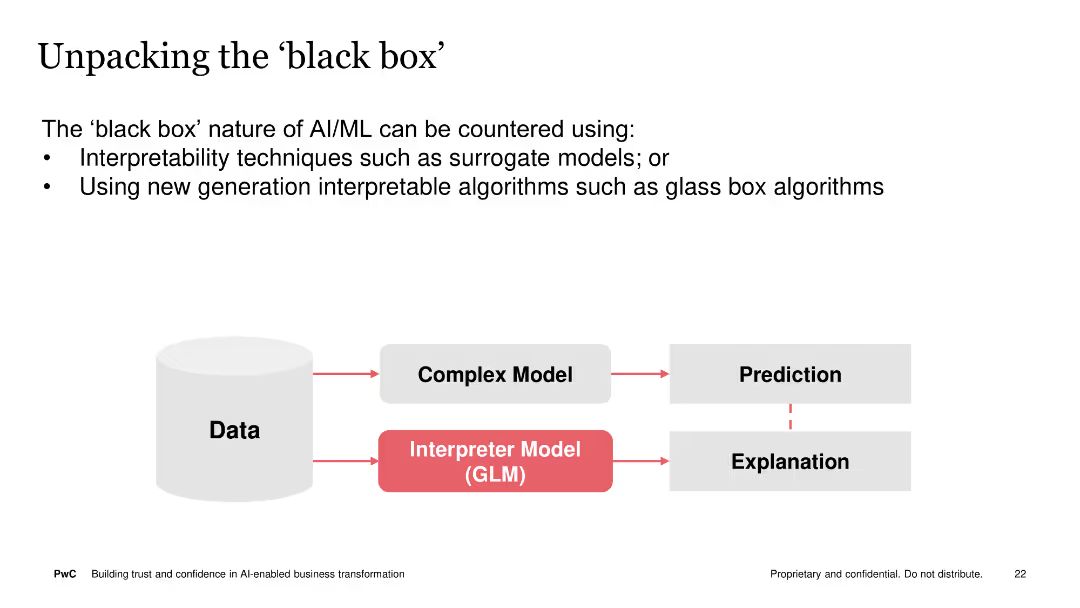 Unpacking the ‘black box’
The ‘black box’ nature of AI/ML can be countered using:
• Interpretability techniques such as surrogate models; or
• Using new generation interpretable algorithms such as glass box algorithms
Data
Complex Model
Prediction
Interpreter Model
(GLM)
Explanation
PwC Building trust and confidence in AI-enabled business transformation
Proprietary and confidential. Do not distribute. 22